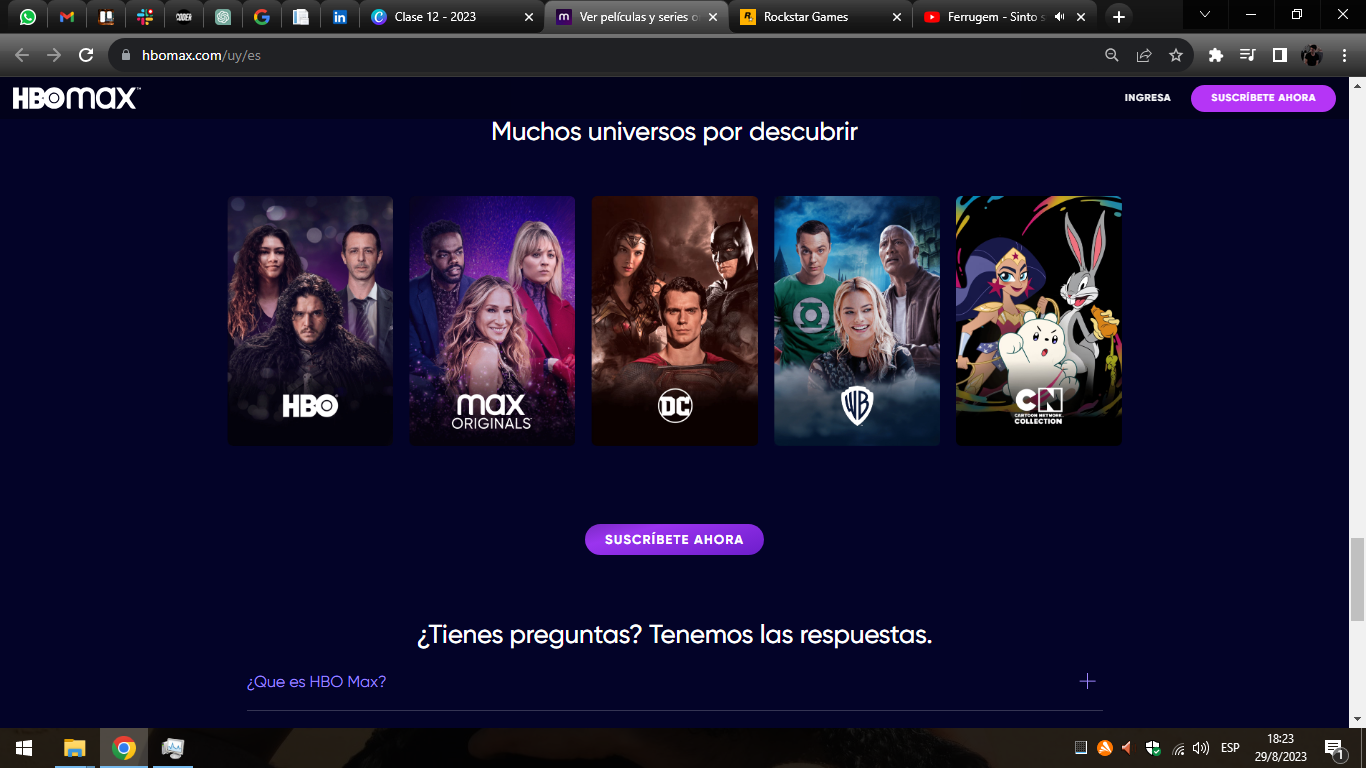 CODER
Clase 12 - 2023
Ver películas y series o
Rockstar Games
Ferrugem - Sinto s
hbomax.com/uy/es
HBOmax™
INGRESA
SUSCRÍBETE AHORA
Muchos universos por descubrir
HBO
max
ORIGINALS
DC
WB
CN
CARTOON NETWORK
COLLECTION
SUSCRÍBETE AHORA
¿Tienes preguntas? Tenemos las respuestas.
¿Que es HBO Max?
ESP
18:23
29/8/2023
1